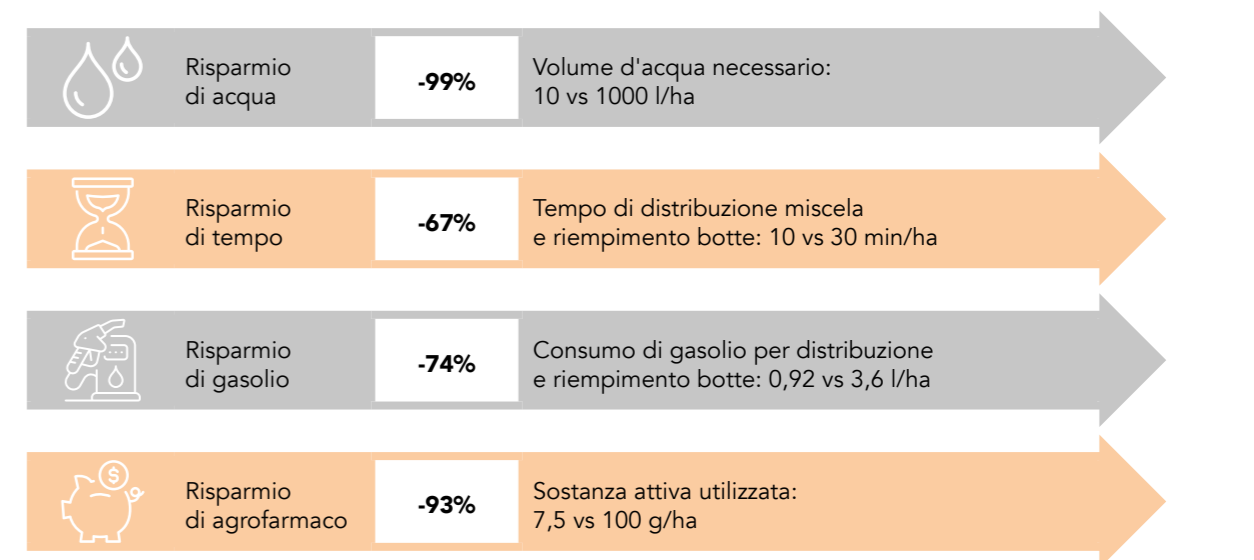 Risparmio
di acqua
-99%
Volume d'acqua necessario:
10 vs 1000 l/ha
Risparmio
di tempo
-67%
Tempo di distribuzione miscela
e riempimento botte: 10 vs 30 min/ha
Risparmio
di gasolio
-74%
Consumo di gasolio per distribuzione
e riempimento botte: 0,92 vs 3,6 l/ha
$
Risparmio
di agrofarmaco
-93%
Sostanza attiva utilizzata:
7,5 vs 100 g/ha